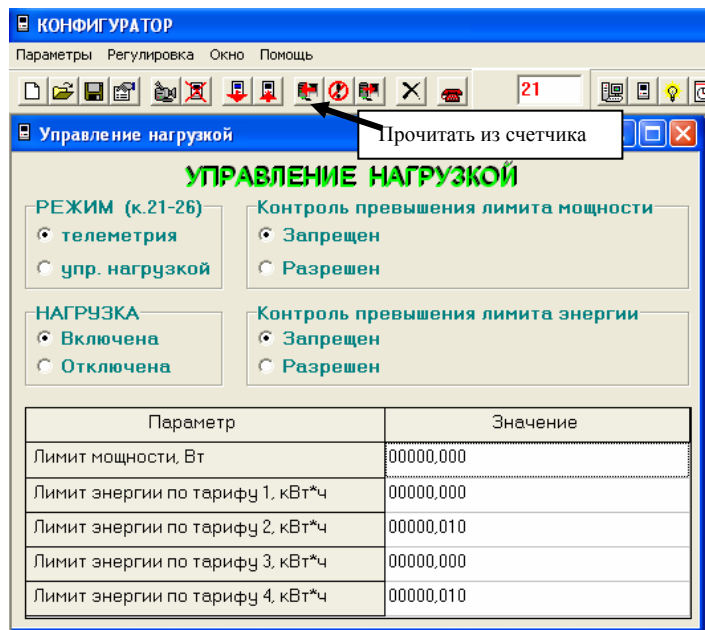 КОНФИГУРАТОР
Параметры Регулировка Окно Помощь
21
Прочитать из счетчика
Управление нагрузкой
УПРАВЛЕНИЕ НАГРУЗКОЙ
РЕЖИМ (к.21-26) Контроль превышения лимита мощности
телеметрия Запрещен
упр. нагрузкой Разрешен
НАГРУЗКА Контроль превышения лимита энергии
Включена Запрещен
Отключена Разрешен
Параметр Значение
Лимит мощности, Вт 00000,000
Лимит энергии по тарифу 1, кВт*ч 00000,000
Лимит энергии по тарифу 2, кВт*ч 00000,010
Лимит энергии по тарифу 3, кВт*ч 00000,000
Лимит энергии по тарифу 4, кВт*ч 00000,010